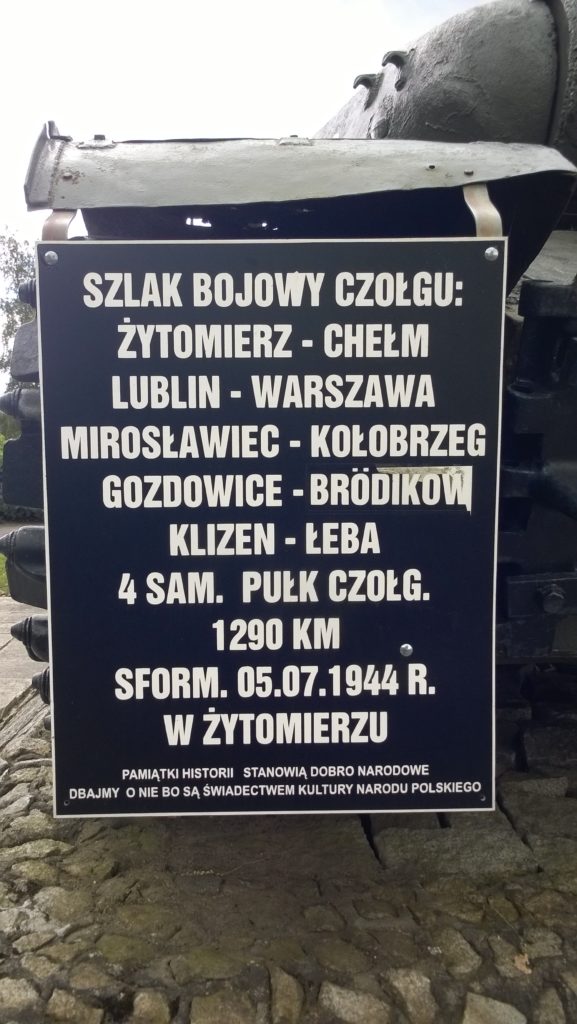 SZLAK BOJOWY CZOŁGU:
ŻYTOMIERZ - CHEŁM
LUBLIN - WARSZAWA
MIROSŁAWIEC - KOŁOBRZEG
GOZDOWICE - BRÖDIKOW
KLIZEN - ŁEBA
4 SAM. PUŁK CZOŁG.
1290 KM
SFORM. 05.07.1944 R.
W ŻYTOMIERZU
PAMIĄTKI HISTORII STANOWIĄ DOBRO NARODOWE
DBAJMY O NIE BO SĄ ŚWIADECTWEM KULTURY NARODU POLSKIEGO